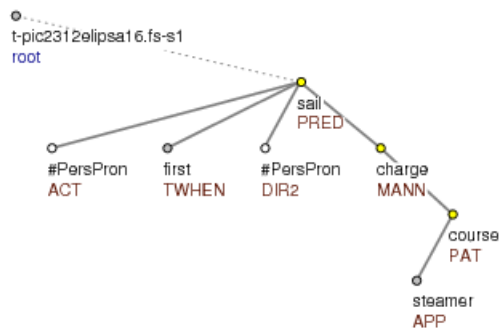 t-pic2312elipsa16.fs-s1
root
sail
PRED
#PersPron first #PersPron charge
ACT TWHEN DIR2 MANN
course
PAT
steamer
APP